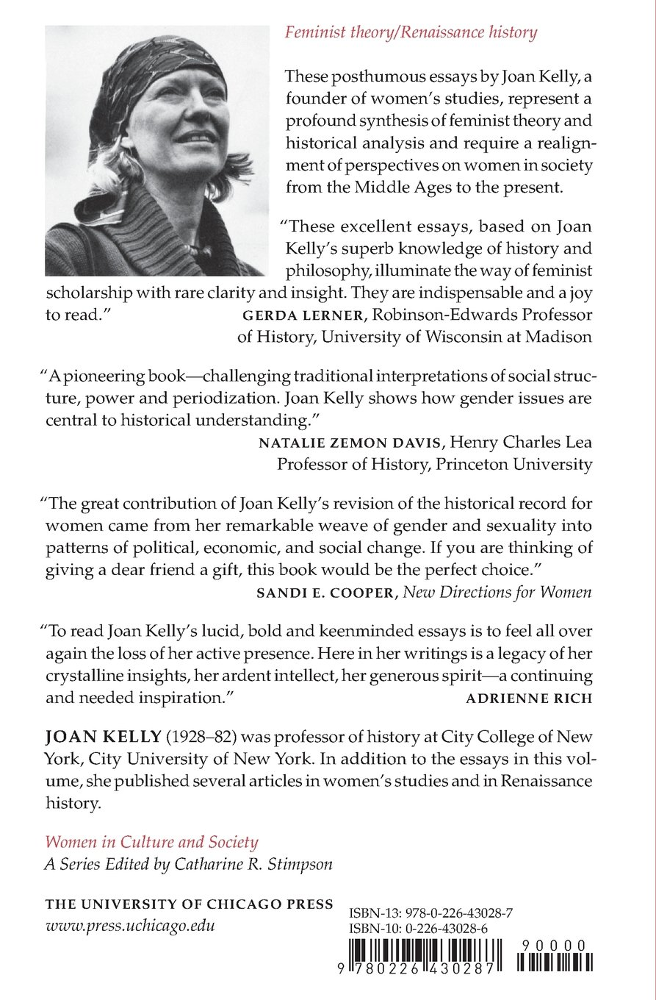 Feminist theory/Renaissance history
These posthumous essays by Joan Kelly, a
founder of women's studies, represent a
profound synthesis of feminist theory and
historical analysis and require a realign-
ment of perspectives on women in society
from the Middle Ages to the present.
“These excellent essays, based on Joan
Kelly's superb knowledge of history and
philosophy, illuminate the way of feminist
scholarship with rare clarity and insight. They are indispensable and a joy
to read.” GERDA LERNER, Robinson-Edwards Professor
of History, University of Wisconsin at Madison
“A pioneering book—challenging traditional interpretations of social struc-
ture, power and periodization. Joan Kelly shows how gender issues are
central to historical understanding.”
NATALIE ZEMON DAVIS, Henry Charles Lea
Professor of History, Princeton University
“The great contribution of Joan Kelly's revision of the historical record for
women came from her remarkable weave of gender and sexuality into
patterns of political, economic, and social change. If you are thinking of
giving a dear friend a gift, this book would be the perfect choice.”
SANDI E. COOPER, New Directions for Women
“To read Joan Kelly's lucid, bold and keenminded essays is to feel all over
again the loss of her active presence. Here in her writings is a legacy of her
crystalline insights, her ardent intellect, her generous spirit—a continuing
and needed inspiration.” ADRIENNE RICH
JOAN KELLY (1928–82) was professor of history at City College of New
York, City University of New York. In addition to the essays in this vol-
ume, she published several articles in women's studies and in Renaissance
history.
Women in Culture and Society
A Series Edited by Catharine R. Stimpson
THE UNIVERSITY OF CHICAGO PRESS
www.press.uchicago.edu
ISBN-13: 978-0-226-43028-7
ISBN-10: 0-226-43028-6
90000
9 780226 430287